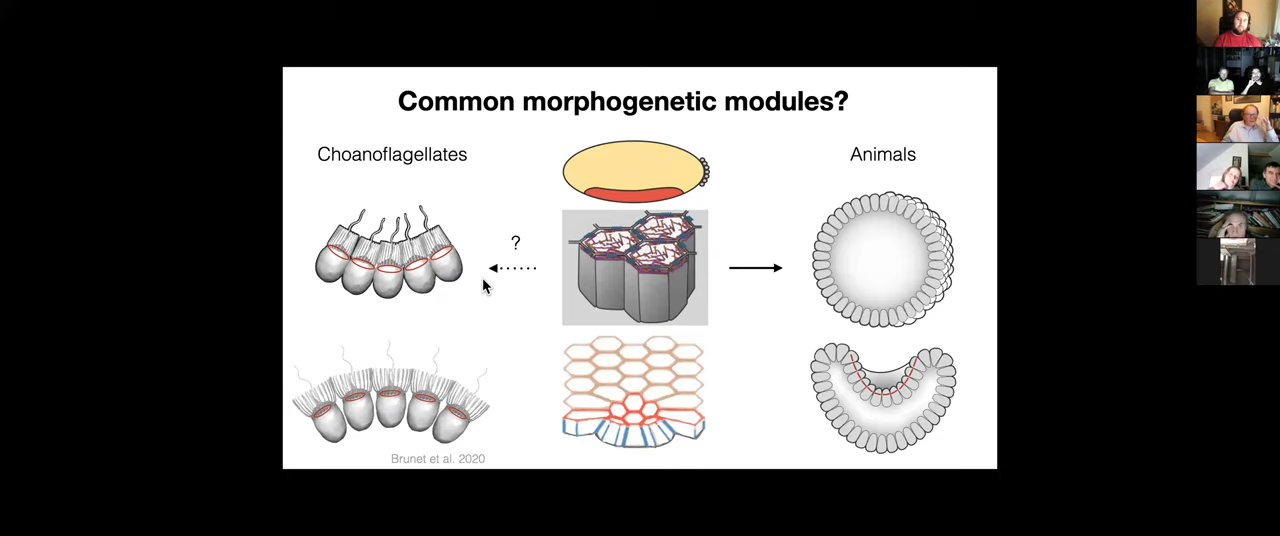 Common morphogenetic modules?
Choanoflagellates
Animals
?
Brunet et al. 2020